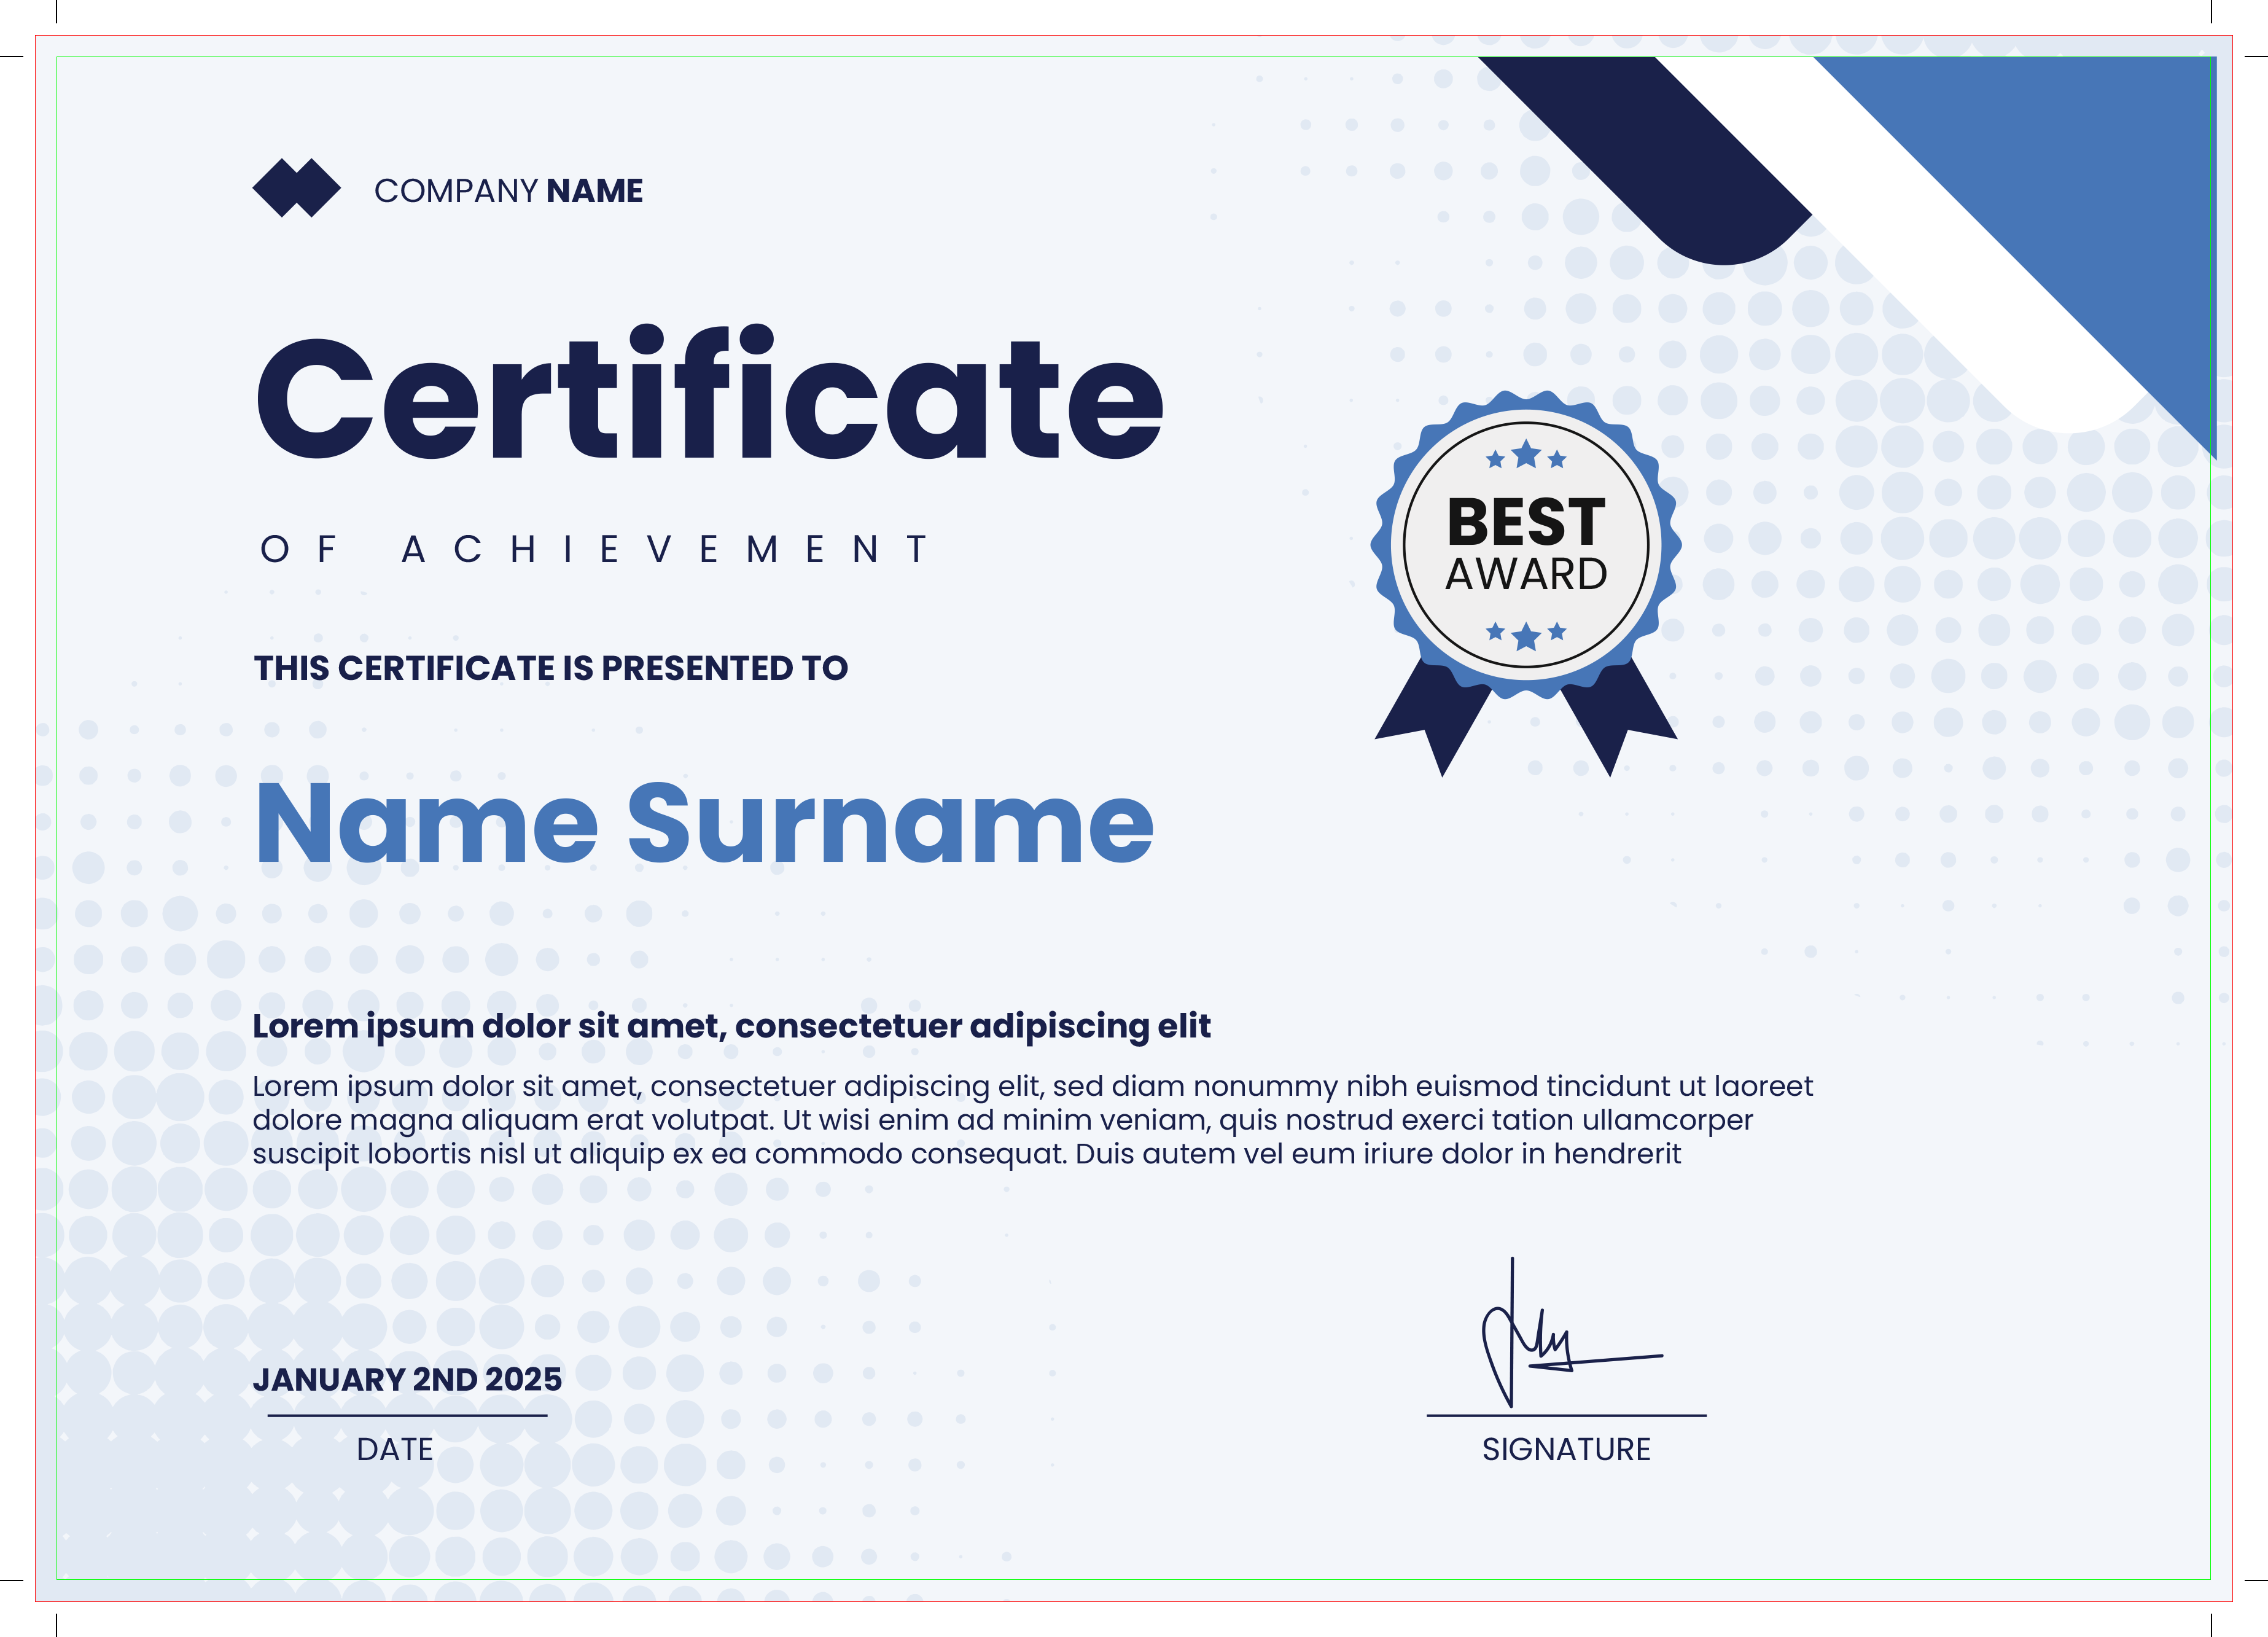 COMPANY NAME
Certificate
OF ACHIEVEMENT
BEST
AWARD
THIS CERTIFICATE IS PRESENTED TO
Name Surname
Lorem ipsum dolor sit amet, consectetuer adipiscing elit
Lorem ipsum dolor sit amet, consectetuer adipiscing elit, sed diam nonummy nibh euismod tincidunt ut laoreet
dolore magna aliquam erat volutpat. Ut wisi enim ad minim veniam, quis nostrud exerci tation ullamcorper
suscipit lobortis nisl ut aliquip ex ea commodo consequat. Duis autem vel eum iriure dolor in hendrerit
JANUARY 2ND 2025
DATE
SIGNATURE